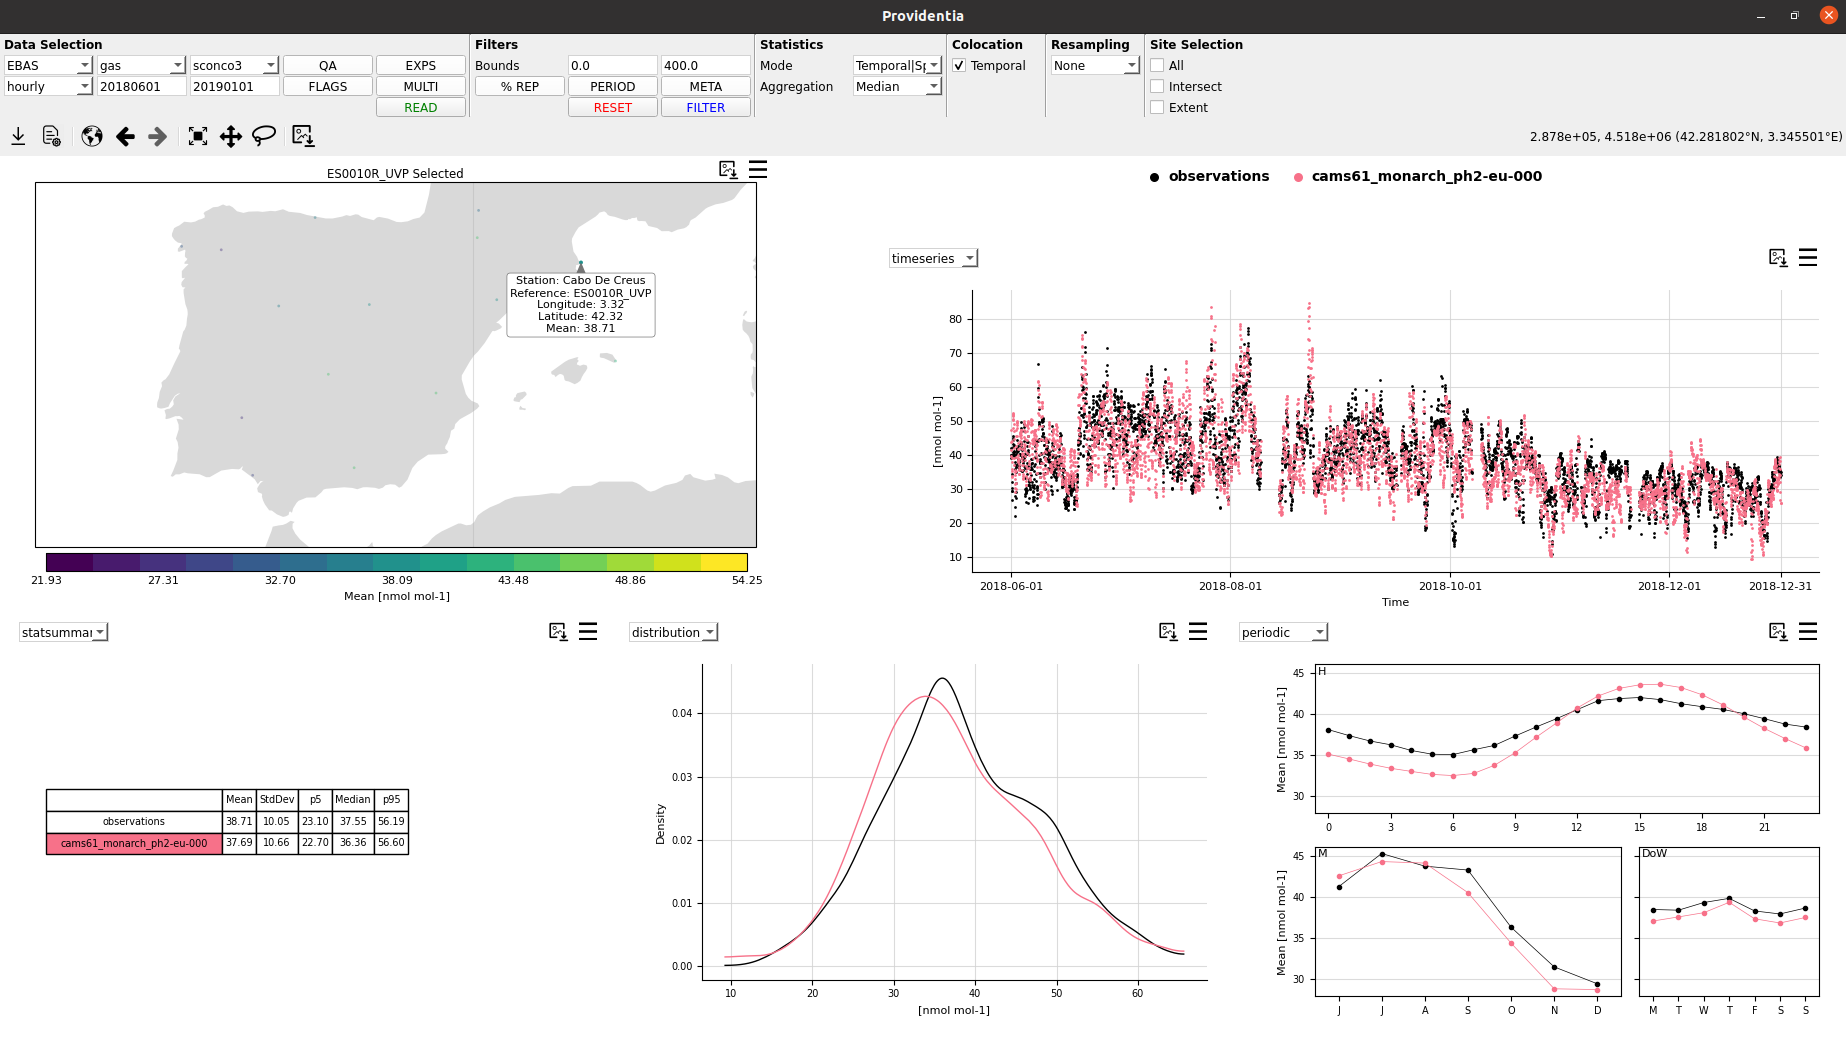 Providentia
Data Selection
Filters
Statistics
Colocation
Resampling
Site Selection
EBAS gas sconco3 QA EXPS
Bounds 0.0 400.0
Mode Temporal|Sp
Temporal
None
All
hourly 20180601 20190101 FLAGS MULTI
% REP PERIOD META
Aggregation Median
Intersect
READ
RESET FILTER
Extent
2.878e+05, 4.518e+06 (42.281802°N, 3.345501°E)
ES0010R_UVP Selected
Station: Cabo De Creus
Reference: ES0010R_UVP
Longitude: 3.32
Latitude: 42.32
Mean: 38.71
21.93 27.31 32.70 38.09 43.48 48.86 54.25
Mean [nmol mol-1]
observations cams61_monarch_ph2-eu-000
timeseries
80
70
60
50
40
30
20
10
[nmol mol-1]
2018-06-01 2018-08-01 2018-10-01 2018-12-01 2018-12-31
Time
statsummar
Mean StdDev p5 Median p95
observations 38.71 10.05 23.10 37.55 56.19
cams61_monarch_ph2-eu-000 37.69 10.66 22.70 36.36 56.60
distribution
0.04
0.03
0.02
0.01
0.00
Density
10 20 30 40 50 60
[nmol mol-1]
periodic
H
45
40
35
30
Mean [nmol mol-1]
0 3 6 9 12 15 18 21
M
45
40
35
30
Mean [nmol mol-1]
J J A S O N D
DoW
M T W T F S S